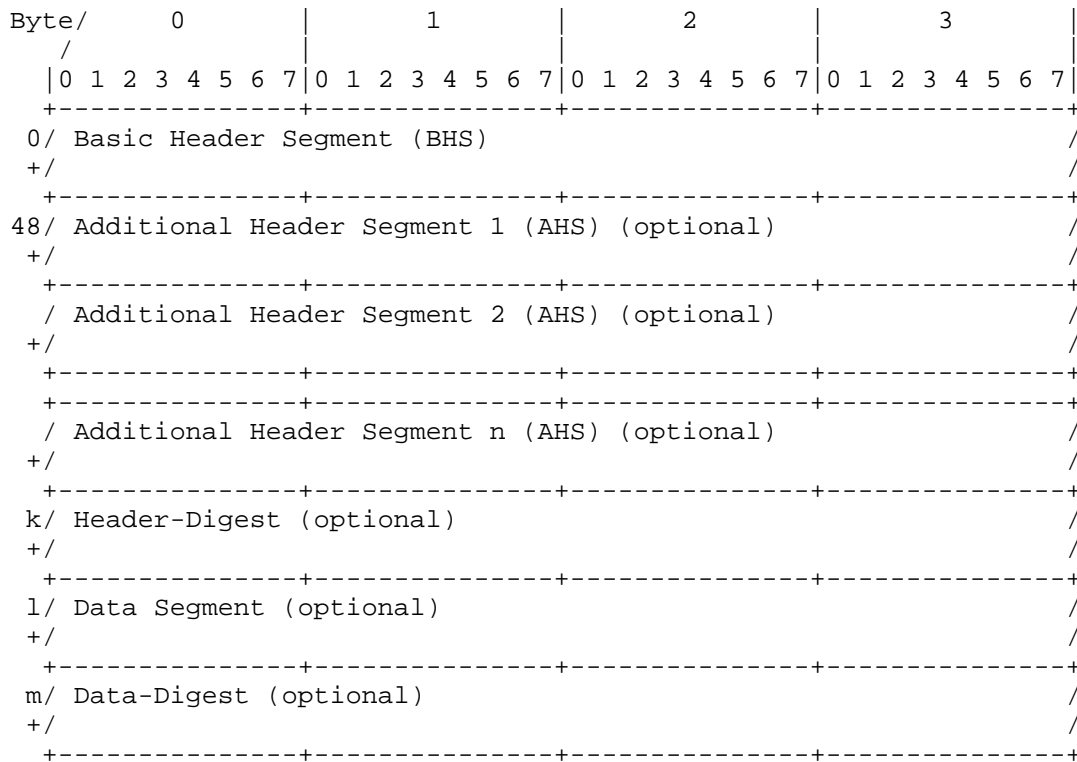 Byte/     0       |       1       |       2       |       3       |
   /              |               |               |               |
  |0 1 2 3 4 5 6 7|0 1 2 3 4 5 6 7|0 1 2 3 4 5 6 7|0 1 2 3 4 5 6 7|
  +---------------+---------------+---------------+---------------+
 0/ Basic Header Segment (BHS)                                    /
 +/                                                               /
  +---------------+---------------+---------------+---------------+
48/ Additional Header Segment 1 (AHS) (optional)                  /
 +/                                                               /
  +---------------+---------------+---------------+---------------+
  / Additional Header Segment 2 (AHS) (optional)                  /
 +/                                                               /
  +---------------+---------------+---------------+---------------+
  +---------------+---------------+---------------+---------------+
  / Additional Header Segment n (AHS) (optional)                  /
 +/                                                               /
  +---------------+---------------+---------------+---------------+
 k/ Header-Digest (optional)                                      /
 +/                                                               /
  +---------------+---------------+---------------+---------------+
 l/ Data Segment (optional)                                       /
 +/                                                               /
  +---------------+---------------+---------------+---------------+
 m/ Data-Digest (optional)                                        /
 +/                                                               /
  +---------------+---------------+---------------+---------------+